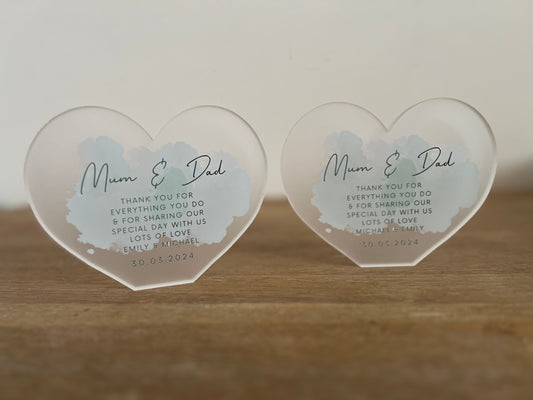 Mum & Dad
THANK YOU FOR
EVERYTHING YOU DO
& FOR SHARING OUR
SPECIAL DAY WITH US
LOTS OF LOVE
EMILY & MICHAEL
30.03.2024
Mum & Dad
THANK YOU FOR
EVERYTHING YOU DO
& FOR SHARING OUR
SPECIAL DAY WITH US
LOTS OF LOVE
MICHAEL & EMILY
30.03.2024